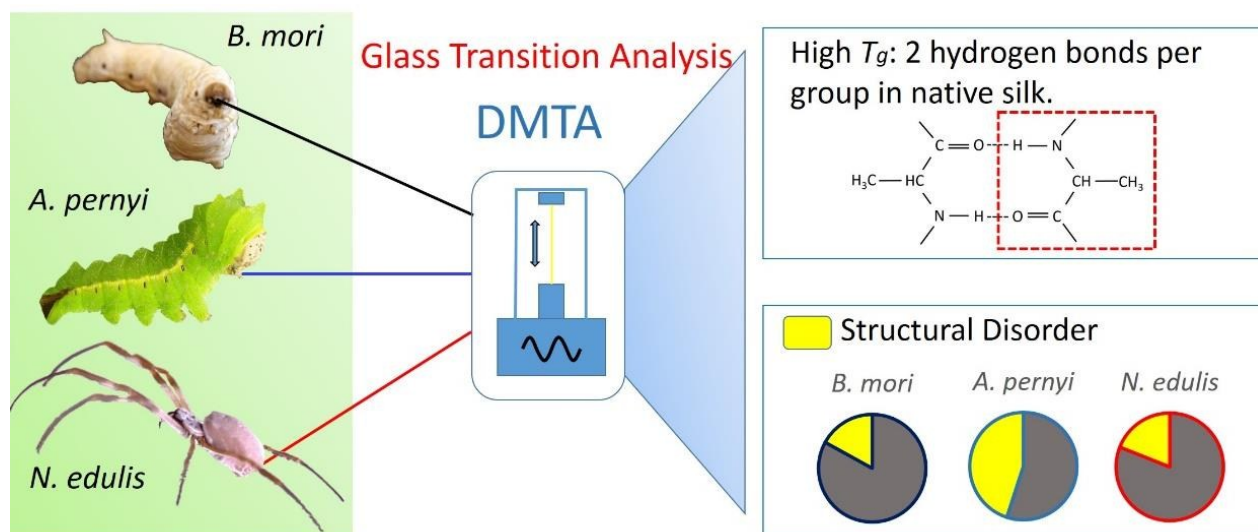 B. mori
A. pernyi
N. edulis
Glass Transition Analysis
DMTA
High Tg: 2 hydrogen bonds per
group in native silk.
C=O---H—N
H₃C—HC
CH—CH₃
N—H---O=C
Structural Disorder
B. mori
A. pernyi
N. edulis